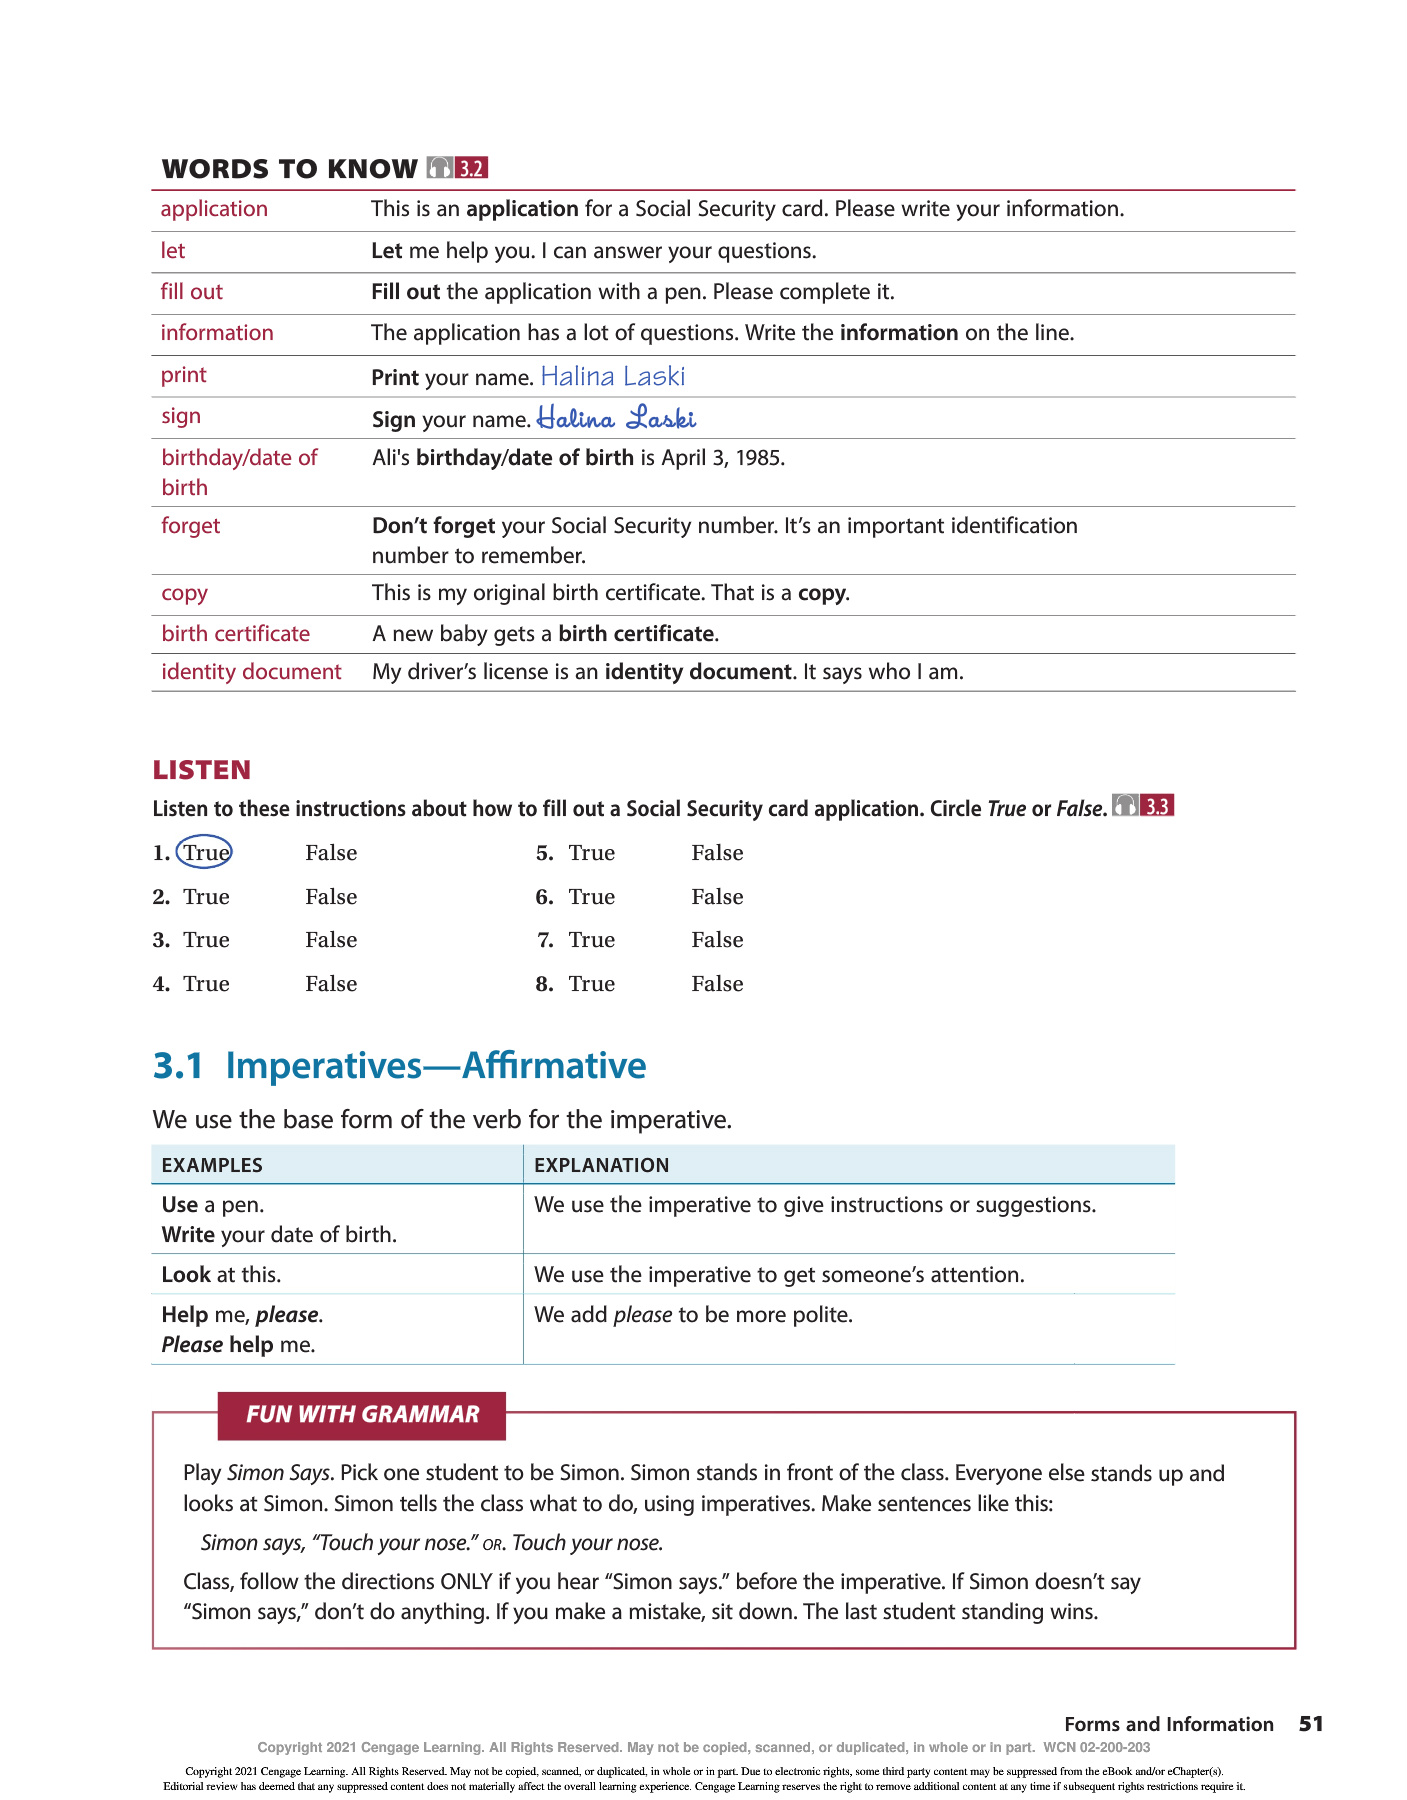 WORDS TO KNOW 3.2
application This is an application for a Social Security card. Please write your information.
let Let me help you. I can answer your questions.
fill out Fill out the application with a pen. Please complete it.
information The application has a lot of questions. Write the information on the line.
print Print your name. Halina Laski
sign Sign your name. Halina Laski
birthday/date of Ali's birthday/date of birth is April 3, 1985.
birth
forget Don't forget your Social Security number. It's an important identification
number to remember.
copy This is my original birth certificate. That is a copy.
birth certificate A new baby gets a birth certificate.
identity document My driver's license is an identity document. It says who I am.
LISTEN
Listen to these instructions about how to fill out a Social Security card application. Circle True or False. 3.3
1. True False 5. True False
2. True False 6. True False
3. True False 7. True False
4. True False 8. True False
3.1 Imperatives—Affirmative
We use the base form of the verb for the imperative.
EXAMPLES EXPLANATION
Use a pen. We use the imperative to give instructions or suggestions.
Write your date of birth.
Look at this. We use the imperative to get someone's attention.
Help me, please. We add please to be more polite.
Please help me.
FUN WITH GRAMMAR
Play Simon Says. Pick one student to be Simon. Simon stands in front of the class. Everyone else stands up and
looks at Simon. Simon tells the class what to do, using imperatives. Make sentences like this:
Simon says, "Touch your nose." OR. Touch your nose.
Class, follow the directions ONLY if you hear "Simon says." before the imperative. If Simon doesn't say
"Simon says," don't do anything. If you make a mistake, sit down. The last student standing wins.
Forms and Information 51
Copyright 2021 Cengage Learning. All Rights Reserved. May not be copied, scanned, or duplicated, in whole or in part. WCN 02-200-203
Copyright 2021 Cengage Learning. All Rights Reserved. May not be copied, scanned, or duplicated, in whole or in part. Due to electronic rights, some third party content may be suppressed from the eBook and/or eChapter(s).
Editorial review has deemed that any suppressed content does not materially affect the overall learning experience. Cengage Learning reserves the right to remove additional content at any time if subsequent rights restrictions require it.